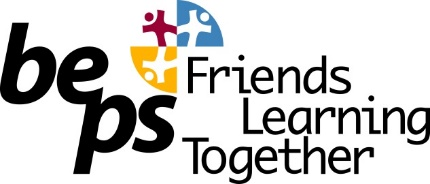 be
ps
Friends
Learning
Together